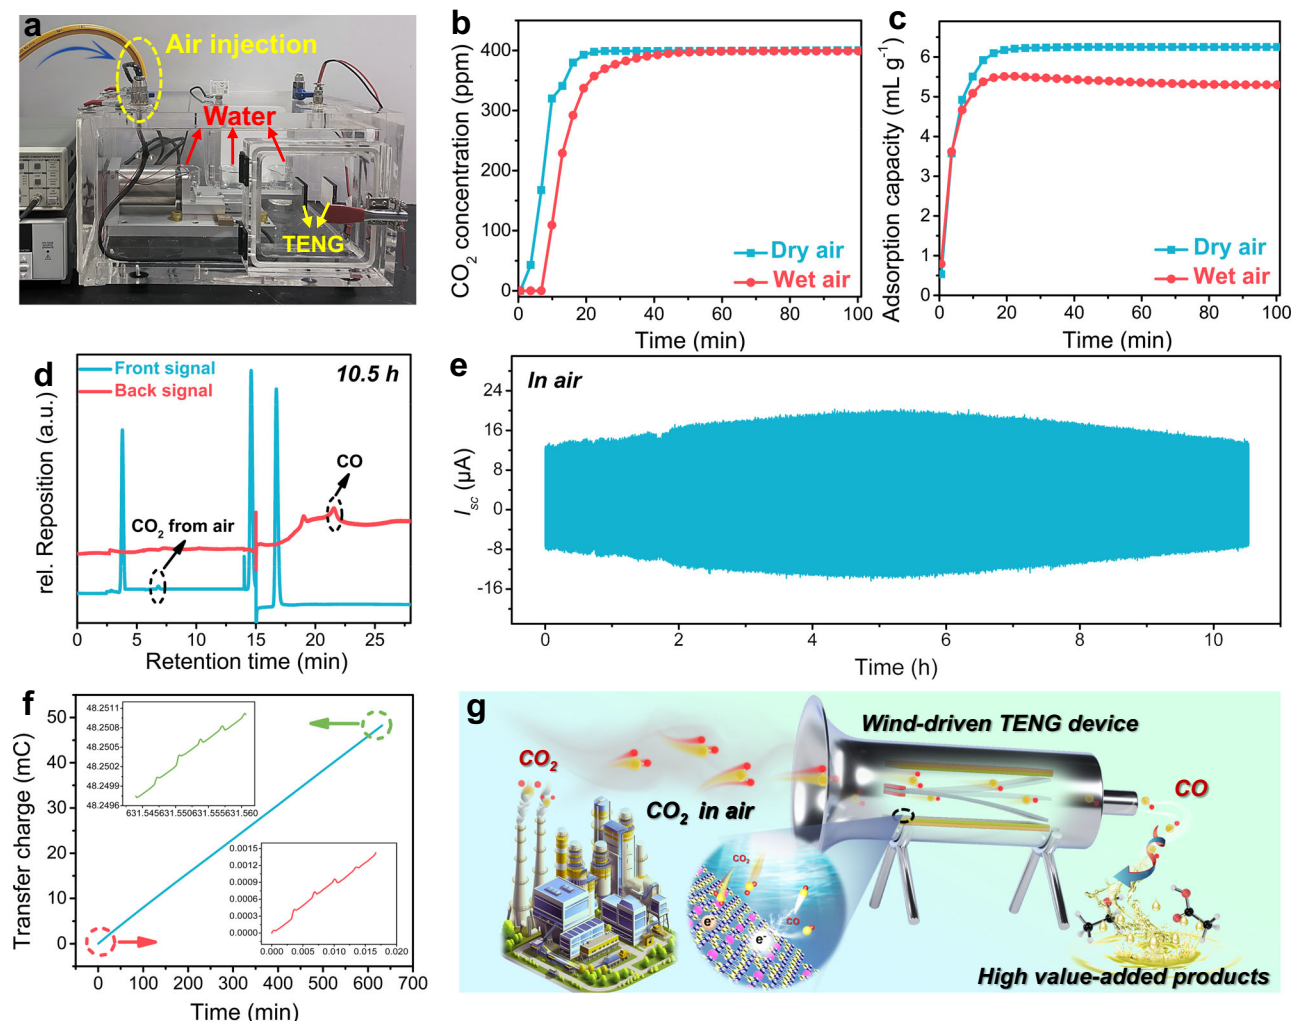 a
Air injection
Water
TENG
b
CO2 concentration (ppm)
400
300
200
100
0
Dry air
Wet air
0 20 40 60 80 100
Time (min)
c
Adsorption capacity (mL g-1)
6
5
4
3
2
1
0
Dry air
Wet air
0 20 40 60 80 100
Time (min)
d
Front signal
Back signal
10.5 h
rel. Reposition (a.u.)
CO
CO2 from air
0 5 10 15 20 25
Retention time (min)
e
In air
Isc (µA)
24
16
8
0
-8
-16
0 2 4 6 8 10
Time (h)
f
Transfer charge (mC)
50
40
30
20
10
0
48.2511
48.2508
48.2505
48.2502
48.2499
48.2496
631.545631.550631.555631.560
0.0015
0.0012
0.0009
0.0006
0.0003
0.0000
0.000 0.005 0.010 0.015 0.020
0 100 200 300 400 500 600 700
Time (min)
g
Wind-driven TENG device
CO2
CO2 in air
CO
CO2
CO
e-
e-
High value-added products